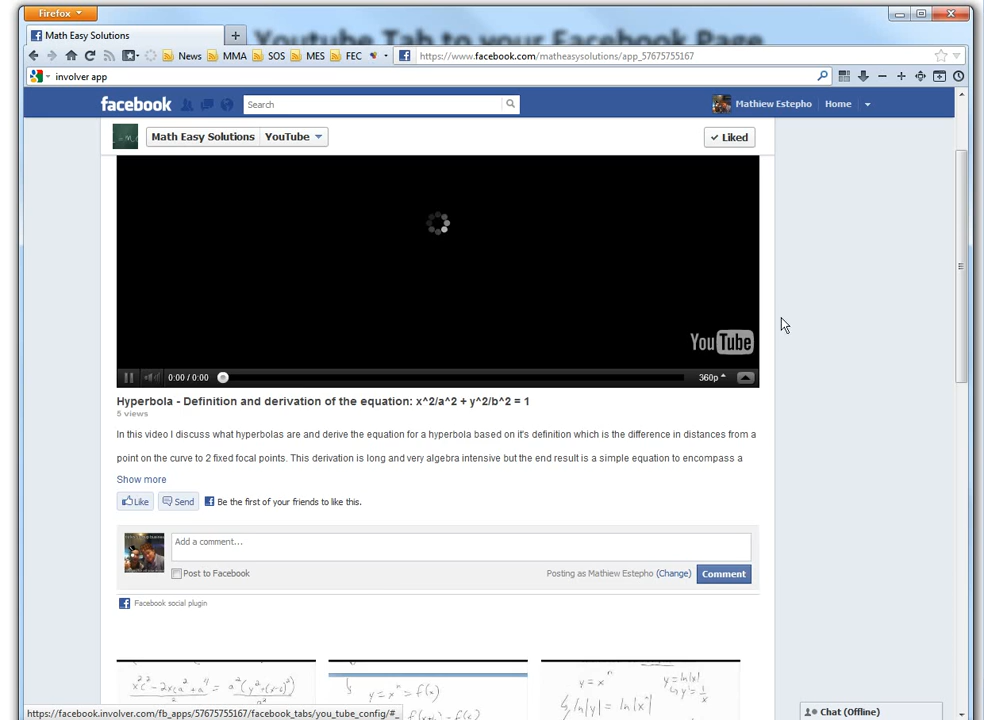 Firefox
Youtube Tab to your Facebook Page
Math Easy Solutions
+
News MMA SOS MES FEC
https://www.facebook.com/matheasysolutions/app_57675755167
involver app
facebook
Search
Mathiew Estepho Home
Math Easy Solutions YouTube
Liked
YouTube
0:00 / 0:00
360p
Hyperbola - Definition and derivation of the equation: x^2/a^2 + y^2/b^2 = 1
5 views
In this video I discuss what hyperbolas are and derive the equation for a hyperbola based on it's definition which is the difference in distances from a
point on the curve to 2 fixed focal points. This derivation is long and very algebra intensive but the end result is a simple equation to encompass a
Show more
Like Send Be the first of your friends to like this.
Add a comment...
Post to Facebook
Posting as Mathiew Estepho (Change) Comment
Facebook social plugin
y = x^n
y = x^n > f(x)
ln|y| = ln|x^n|
https://facebook.involver.com/fb_apps/57675755167/facebook_tabs/you_tube_config/#_
Chat (Offline)